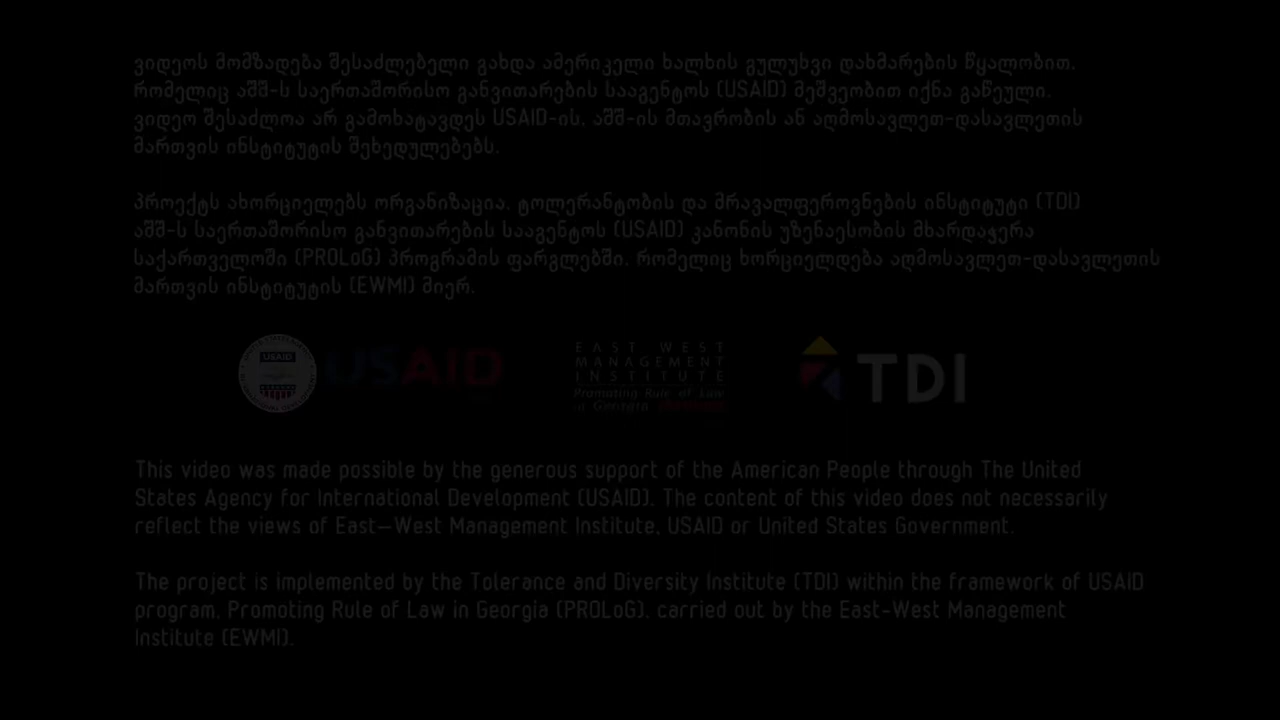 ვიდეოს მომზადება შესაძლებელი გახდა ამერიკელი ხალხის გულუხვი დახმარების წყალობით,
რომელიც აშშ-ს საერთაშორისო განვითარების სააგენტოს (USAID) მეშვეობით იქნა გაწეული.
ვიდეო შესაძლოა არ გამოხატავდეს USAID-ის, აშშ-ის მთავრობის ან აღმოსავლეთ-დასავლეთის
მართვის ინსტიტუტის შეხედულებებს.
პროექტს ახორციელებს ორგანიზაცია, ტოლერანტობის და მრავალფეროვნების ინსტიტუტი (TDI)
აშშ-ს საერთაშორისო განვითარების სააგენტოს (USAID) კანონის უზენაესობის მხარდაჭერა
საქართველოში (PROLoG) პროგრამის ფარგლებში, რომელიც ხორციელდება აღმოსავლეთ-დასავლეთის
მართვის ინსტიტუტის (EWMI) მიერ.
USAID
USAID
EAST WEST
MANAGEMENT
INSTITUTE
Promoting Rule of Law
in Georgia
TDI
This video was made possible by the generous support of the American People through The United
States Agency for International Development (USAID). The content of this video does not necessarily
reflect the views of East–West Management Institute, USAID or United States Government.
The project is implemented by the Tolerance and Diversity Institute (TDI) within the framework of USAID
program, Promoting Rule of Law in Georgia (PROLoG), carried out by the East-West Management
Institute (EWMI).